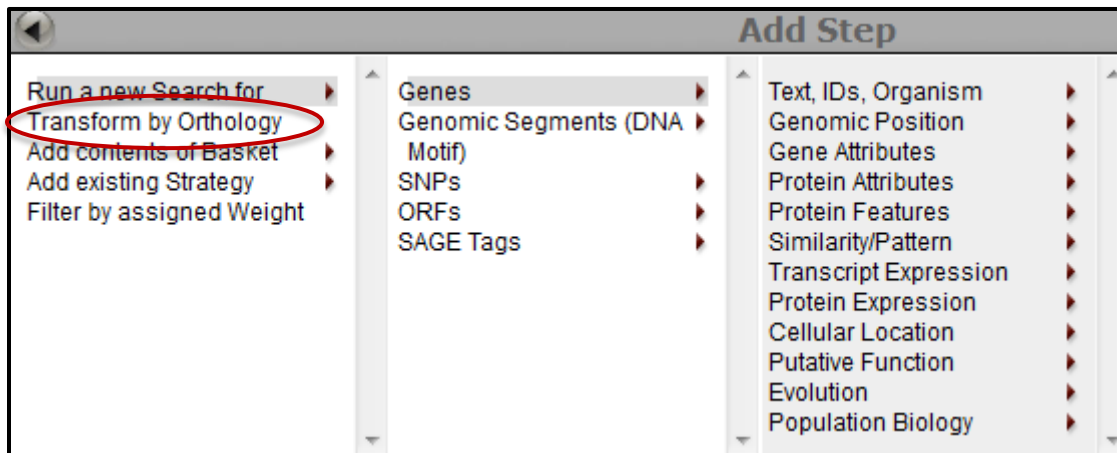 Add Step
Run a new Search for
Transform by Orthology
Add contents of Basket
Add existing Strategy
Filter by assigned Weight
Genes
Genomic Segments (DNA
Motif)
SNPs
ORFs
SAGE Tags
Text, IDs, Organism
Genomic Position
Gene Attributes
Protein Attributes
Protein Features
Similarity/Pattern
Transcript Expression
Protein Expression
Cellular Location
Putative Function
Evolution
Population Biology